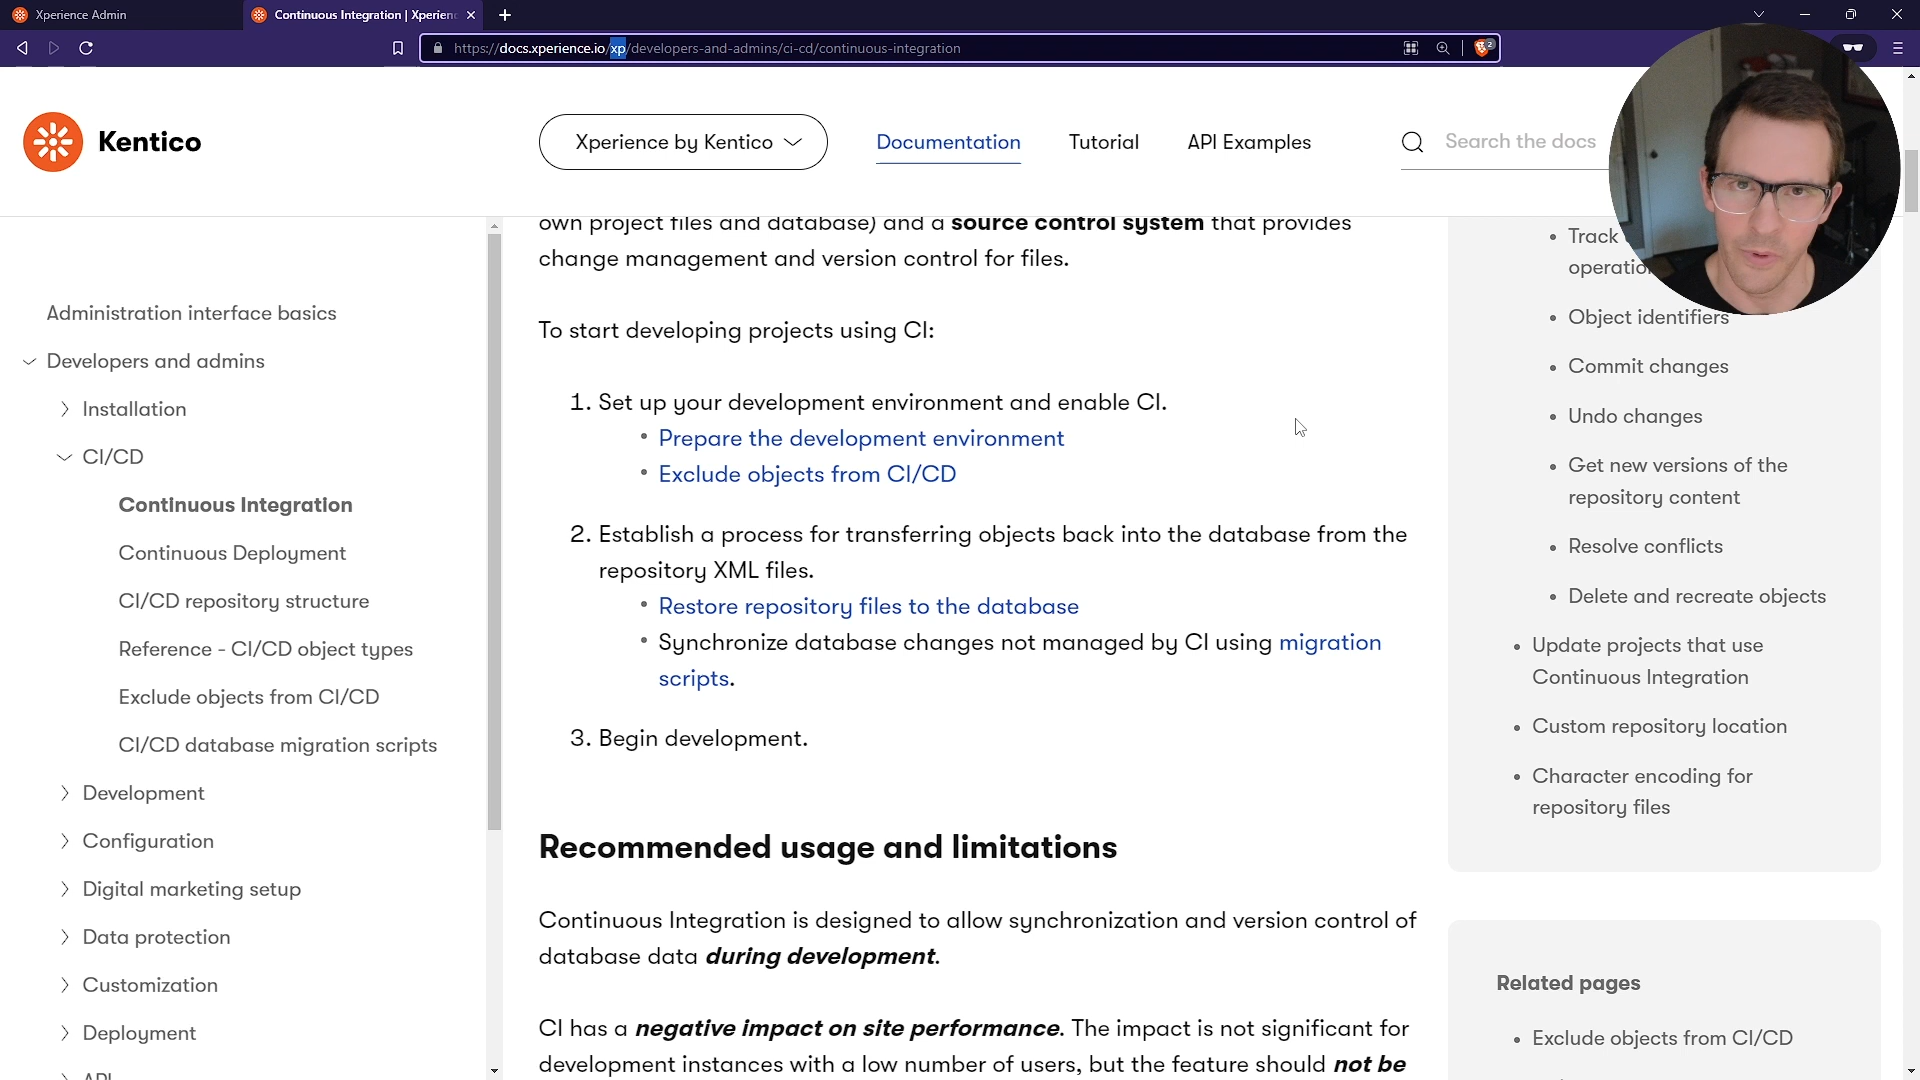 Xperience Admin
Continuous Integration | Xperien
https://docs.xperience.io/xp/developers-and-admins/ci-cd/continuous-integration
2
Kentico
Xperience by Kentico
Documentation
Tutorial
API Examples
Search the docs
Administration interface basics
Developers and admins
Installation
CI/CD
Continuous Integration
Continuous Deployment
CI/CD repository structure
Reference - CI/CD object types
Exclude objects from CI/CD
CI/CD database migration scripts
Development
Configuration
Digital marketing setup
Data protection
Customization
Deployment
API
own project files and database) and a source control system that provides
change management and version control for files.
To start developing projects using CI:
1. Set up your development environment and enable CI.
• Prepare the development environment
• Exclude objects from CI/CD
2. Establish a process for transferring objects back into the database from the
repository XML files.
• Restore repository files to the database
• Synchronize database changes not managed by CI using migration
scripts.
3. Begin development.
Recommended usage and limitations
Continuous Integration is designed to allow synchronization and version control of
database data during development.
CI has a negative impact on site performance. The impact is not significant for
development instances with a low number of users, but the feature should not be
• Track
• Object identifiers
• Commit changes
• Undo changes
• Get new versions of the
repository content
• Resolve conflicts
• Delete and recreate objects
• Update projects that use
Continuous Integration
• Custom repository location
• Character encoding for
repository files
Related pages
• Exclude objects from CI/CD